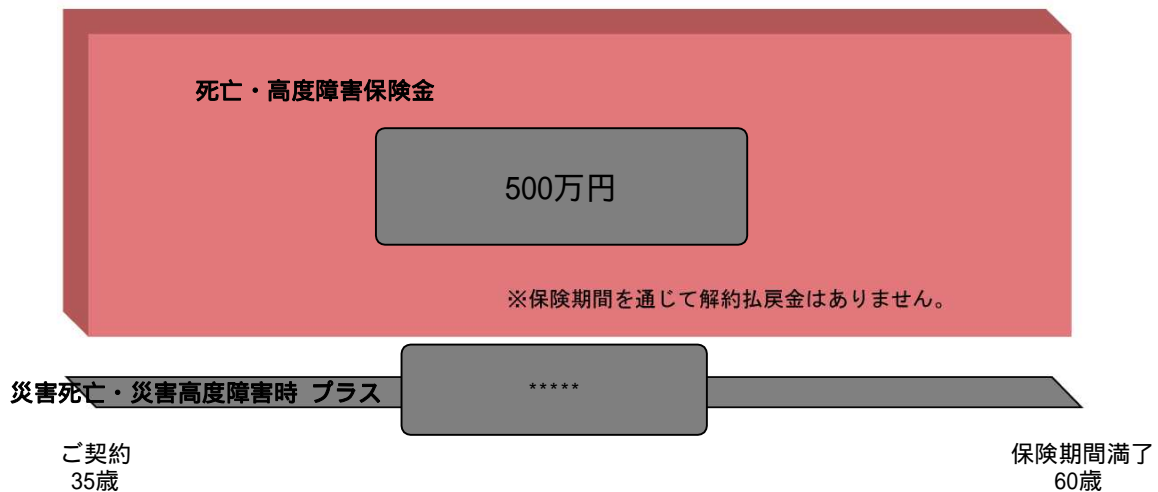 死亡・高度障害保険金
500万円
※保険期間を通じて解約払戻金はありません。
災害死亡・災害高度障害時 プラス
*****
ご契約
35歳
保険期間満了
60歳